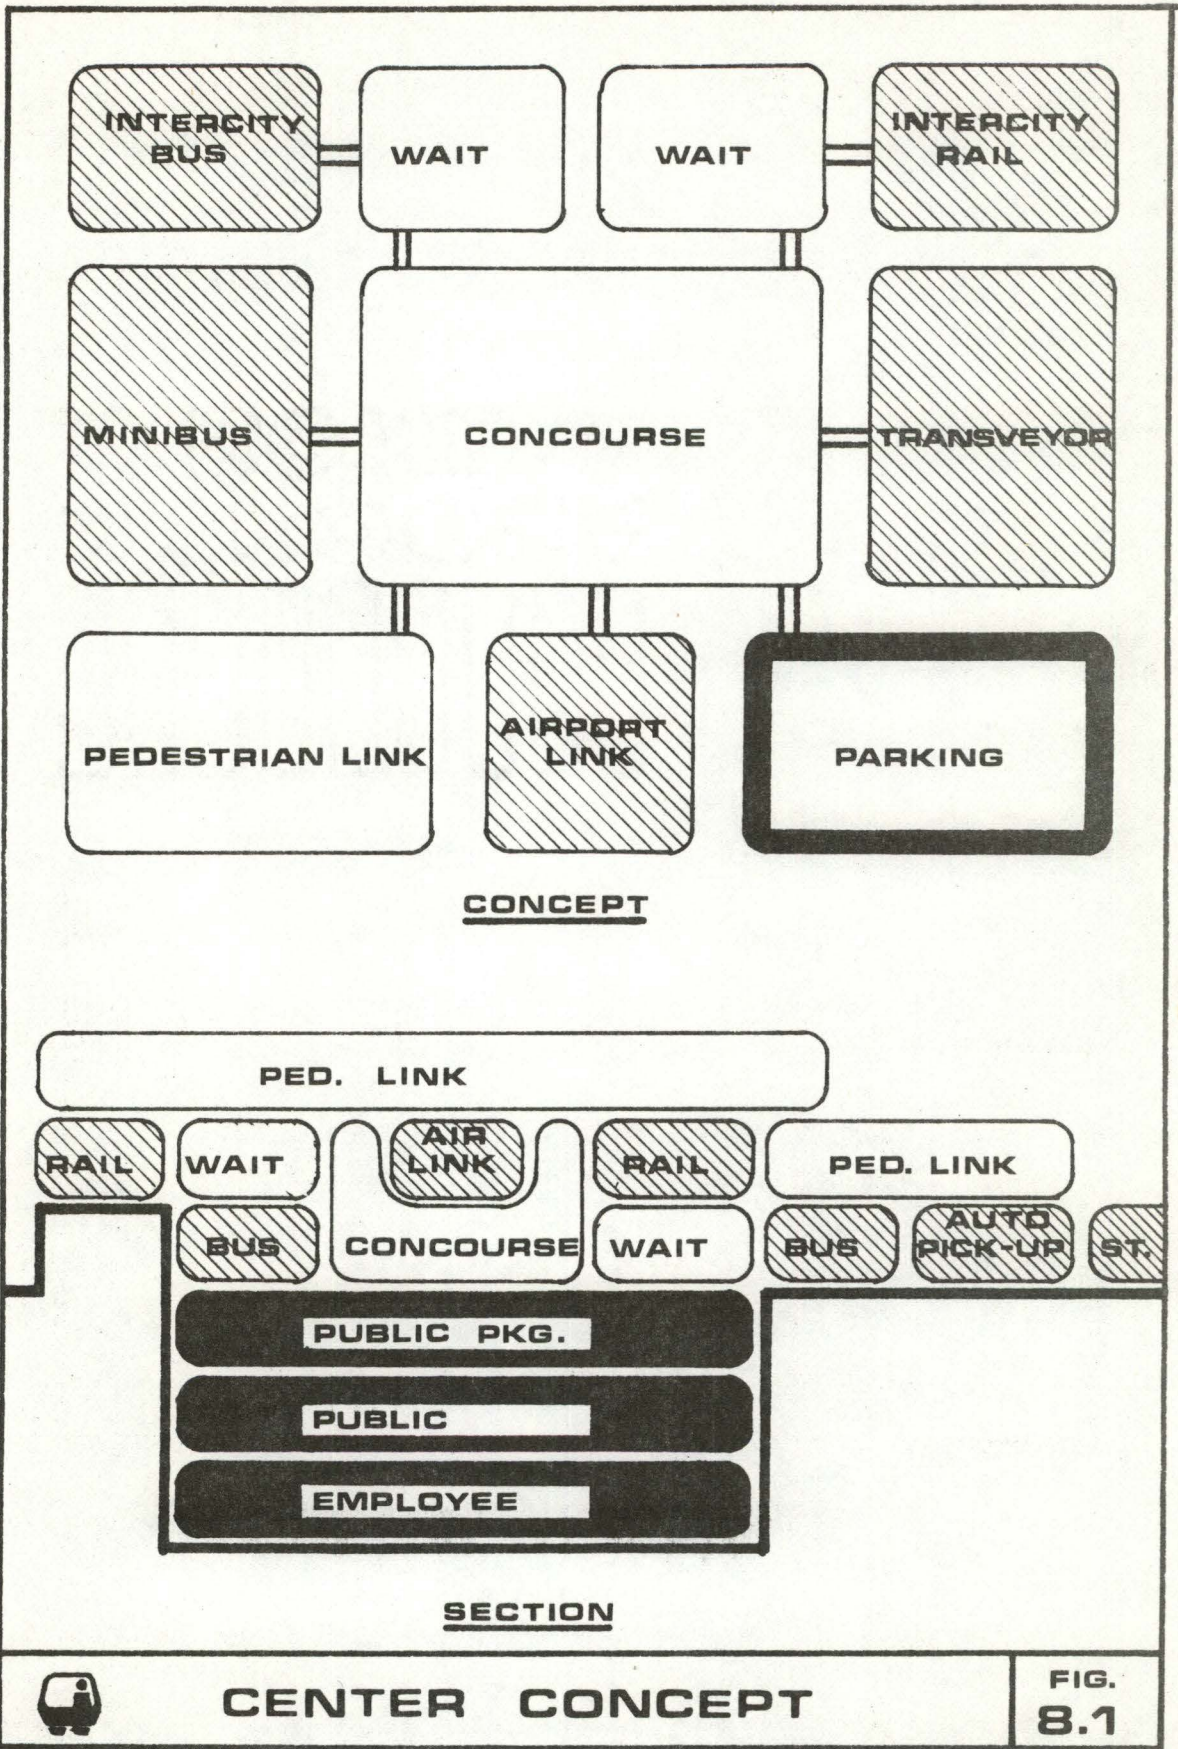 INTERCITY
BUS
WAIT
WAIT
INTERCITY
RAIL
MINIBUS
CONCOURSE
TRANSVEYOR
PEDESTRIAN LINK
AIRPORT
LINK
PARKING
CONCEPT
PED. LINK
RAIL
WAIT
AIR
LINK
RAIL
PED. LINK
BUS
CONCOURSE
WAIT
BUS
AUTO
PICK-UP
ST.
PUBLIC PKG.
PUBLIC
EMPLOYEE
SECTION
CENTER CONCEPT
FIG.
8.1